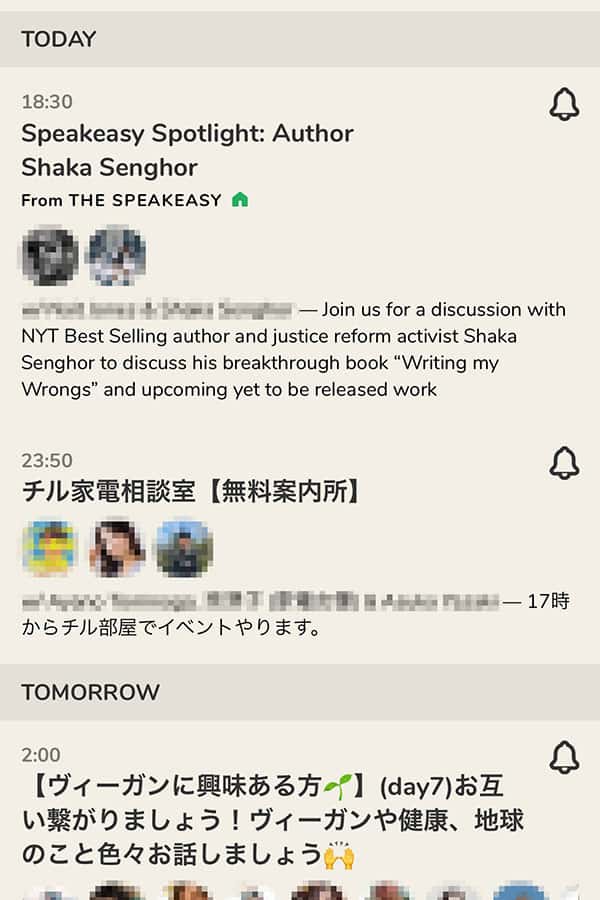 TODAY
18:30
Speakeasy Spotlight: Author
Shaka Senghor
From THE SPEAKEASY
— Join us for a discussion with
NYT Best Selling author and justice reform activist Shaka
Senghor to discuss his breakthrough book “Writing my
Wrongs” and upcoming yet to be released work
23:50
チル家電相談室【無料案内所】
— 17時
からチル部屋でイベントやります。
TOMORROW
2:00
【ヴィーガンに興味ある方🌱】(day7)お互
い繋がりましょう！ヴィーガンや健康、地球
のこと色々お話しましょう🙌